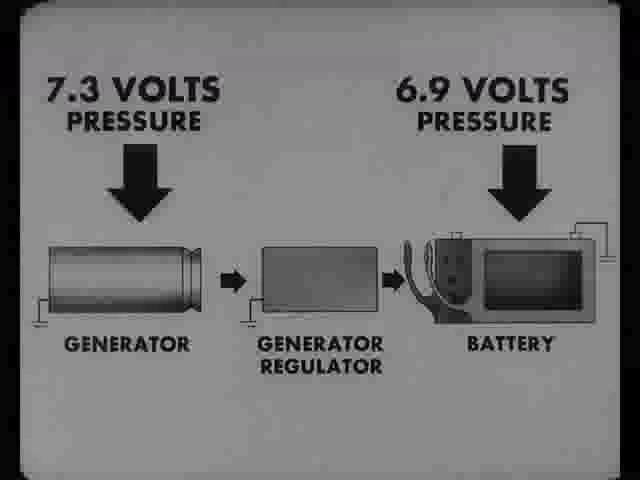 7.3 VOLTS
PRESSURE
6.9 VOLTS
PRESSURE
GENERATOR
GENERATOR
REGULATOR
BATTERY